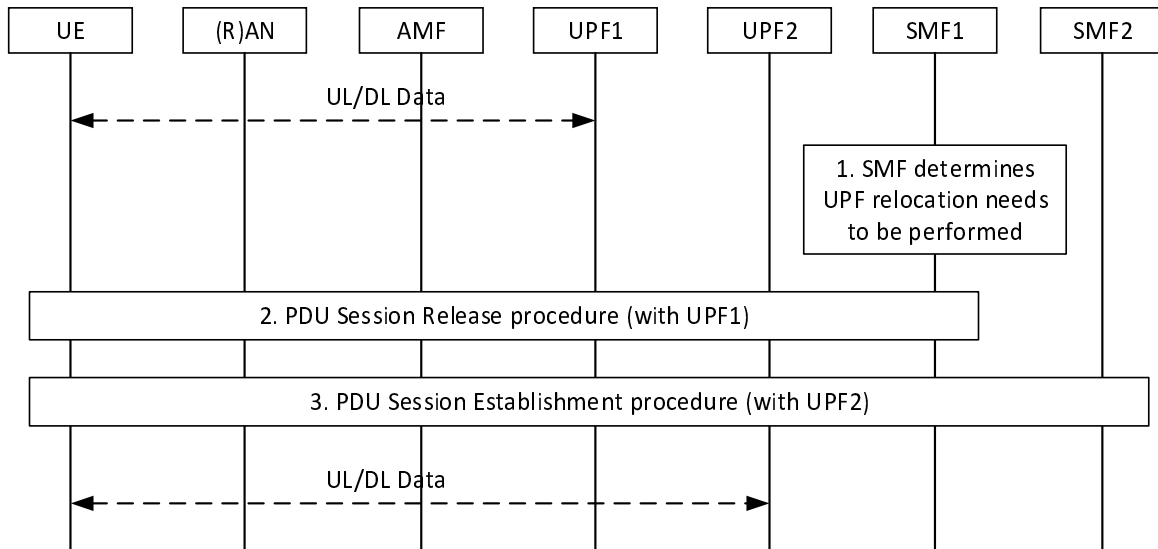 UE
(R)AN
AMF
UPF1
UPF2
SMF1
SMF2
UL/DL Data
1. SMF determines
UPF relocation needs
to be performed
2. PDU Session Release procedure (with UPF1)
3. PDU Session Establishment procedure (with UPF2)
UL/DL Data